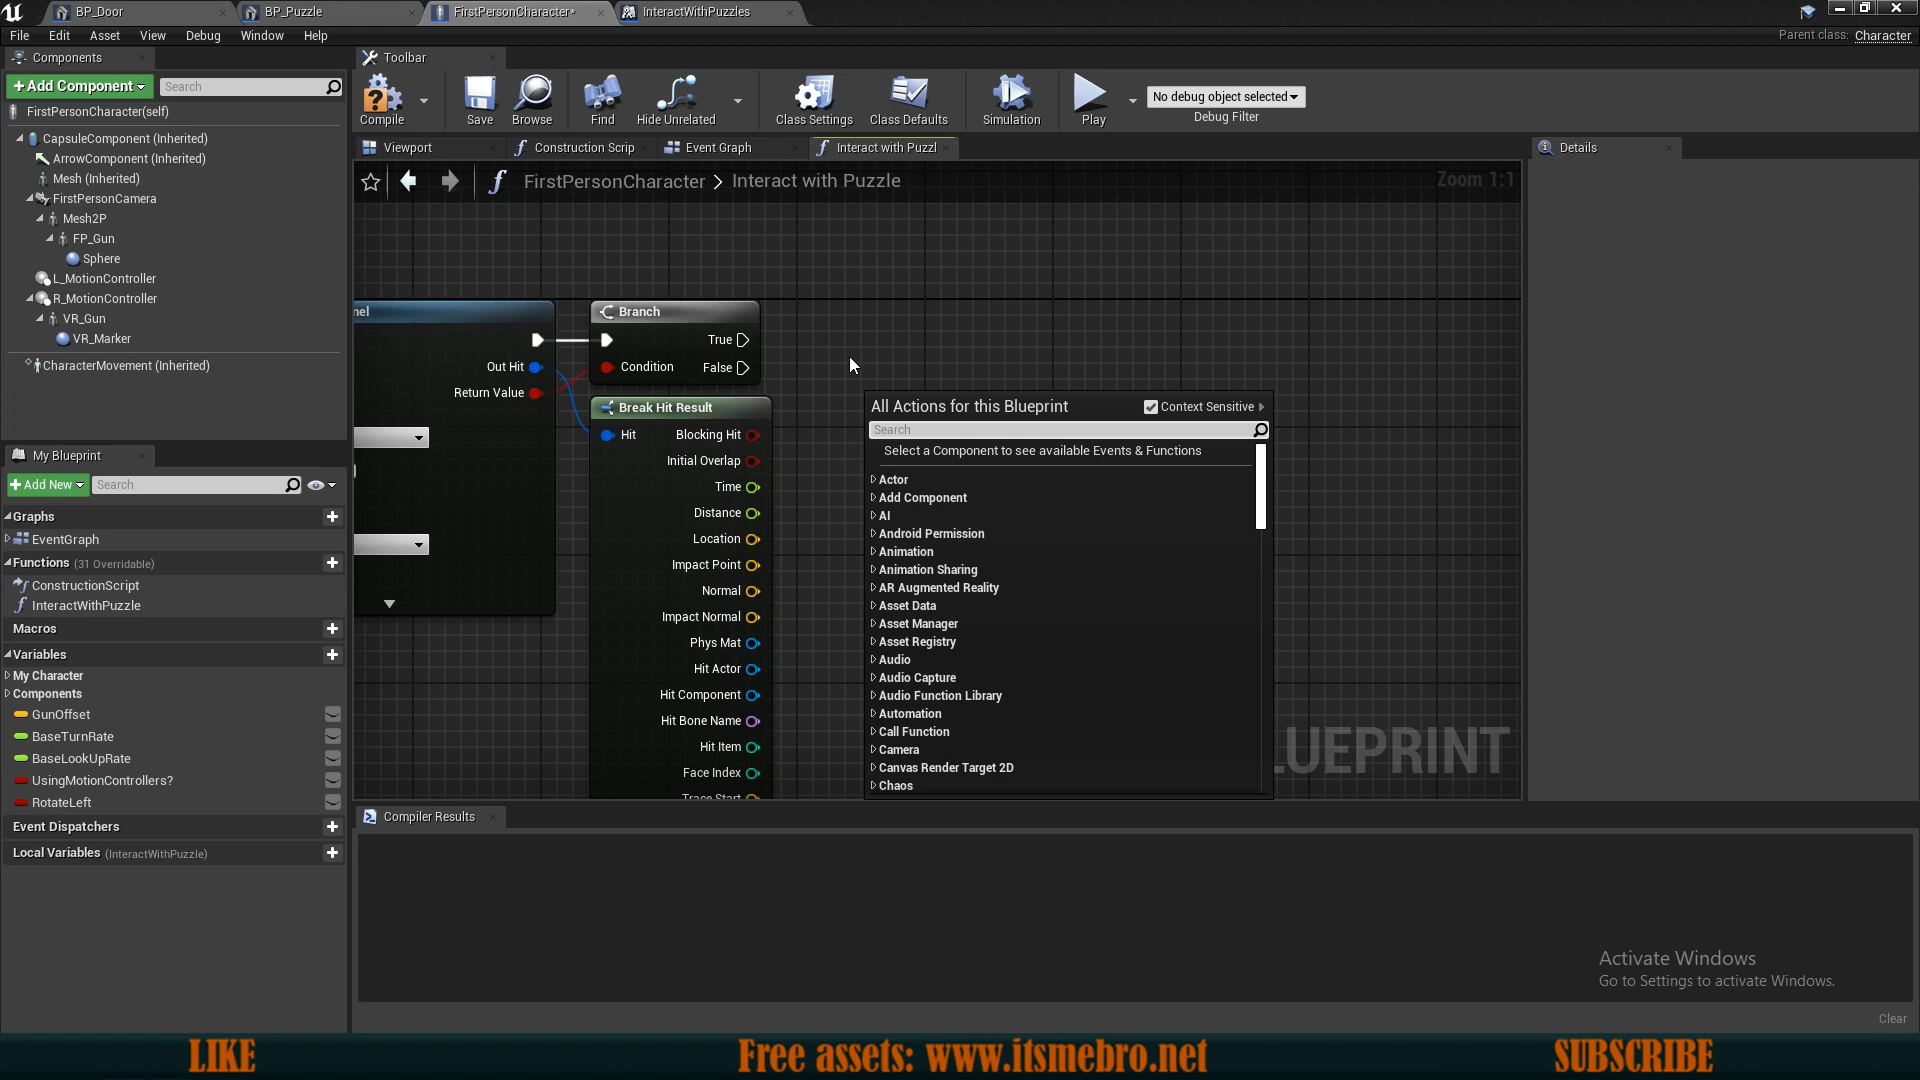 BP_Door
BP_Puzzle
FirstPersonCharacter*
InteractWithPuzzles
File Edit Asset View Debug Window Help
Parent class: Character
Components
Toolbar
+ Add Component
Search
FirstPersonCharacter(self)
CapsuleComponent (Inherited)
ArrowComponent (Inherited)
Mesh (Inherited)
FirstPersonCamera
Mesh2P
FP_Gun
Sphere
L_MotionController
R_MotionController
VR_Gun
VR_Marker
CharacterMovement (Inherited)
Compile
Save
Browse
Find
Hide Unrelated
Class Settings
Class Defaults
Simulation
Play
No debug object selected
Debug Filter
Viewport
Construction Scrip
Event Graph
Interact with Puzzl
Details
FirstPersonCharacter > Interact with Puzzle
Zoom 1:1
nel
Out Hit
Return Value
Branch
True
Condition
False
Break Hit Result
Hit
Blocking Hit
Initial Overlap
Time
Distance
Location
Impact Point
Normal
Impact Normal
Phys Mat
Hit Actor
Hit Component
Hit Bone Name
Hit Item
Face Index
Trace Start
All Actions for this Blueprint
Context Sensitive
Search
Select a Component to see available Events & Functions
Actor
Add Component
AI
Android Permission
Animation
Animation Sharing
AR Augmented Reality
Asset Data
Asset Manager
Asset Registry
Audio
Audio Capture
Audio Function Library
Automation
Call Function
Camera
Canvas Render Target 2D
Chaos
LUEPRINT
My Blueprint
+ Add New
Search
Graphs
EventGraph
Functions (31 Overridable)
ConstructionScript
InteractWithPuzzle
Macros
Variables
My Character
Components
GunOffset
BaseTurnRate
BaseLookUpRate
UsingMotionControllers?
RotateLeft
Event Dispatchers
Local Variables (InteractWithPuzzle)
Compiler Results
Activate Windows
Go to Settings to activate Windows.
Clear
LIKE
Free assets: www.itsmebro.net
SUBSCRIBE